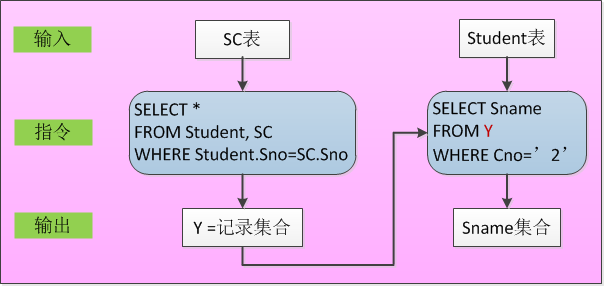 输入
SC表
Student表
指令
SELECT *
FROM Student, SC
WHERE Student.Sno=SC.Sno
SELECT Sname
FROM Y
WHERE Cno=’2’
输出
Y =记录集合
Sname集合